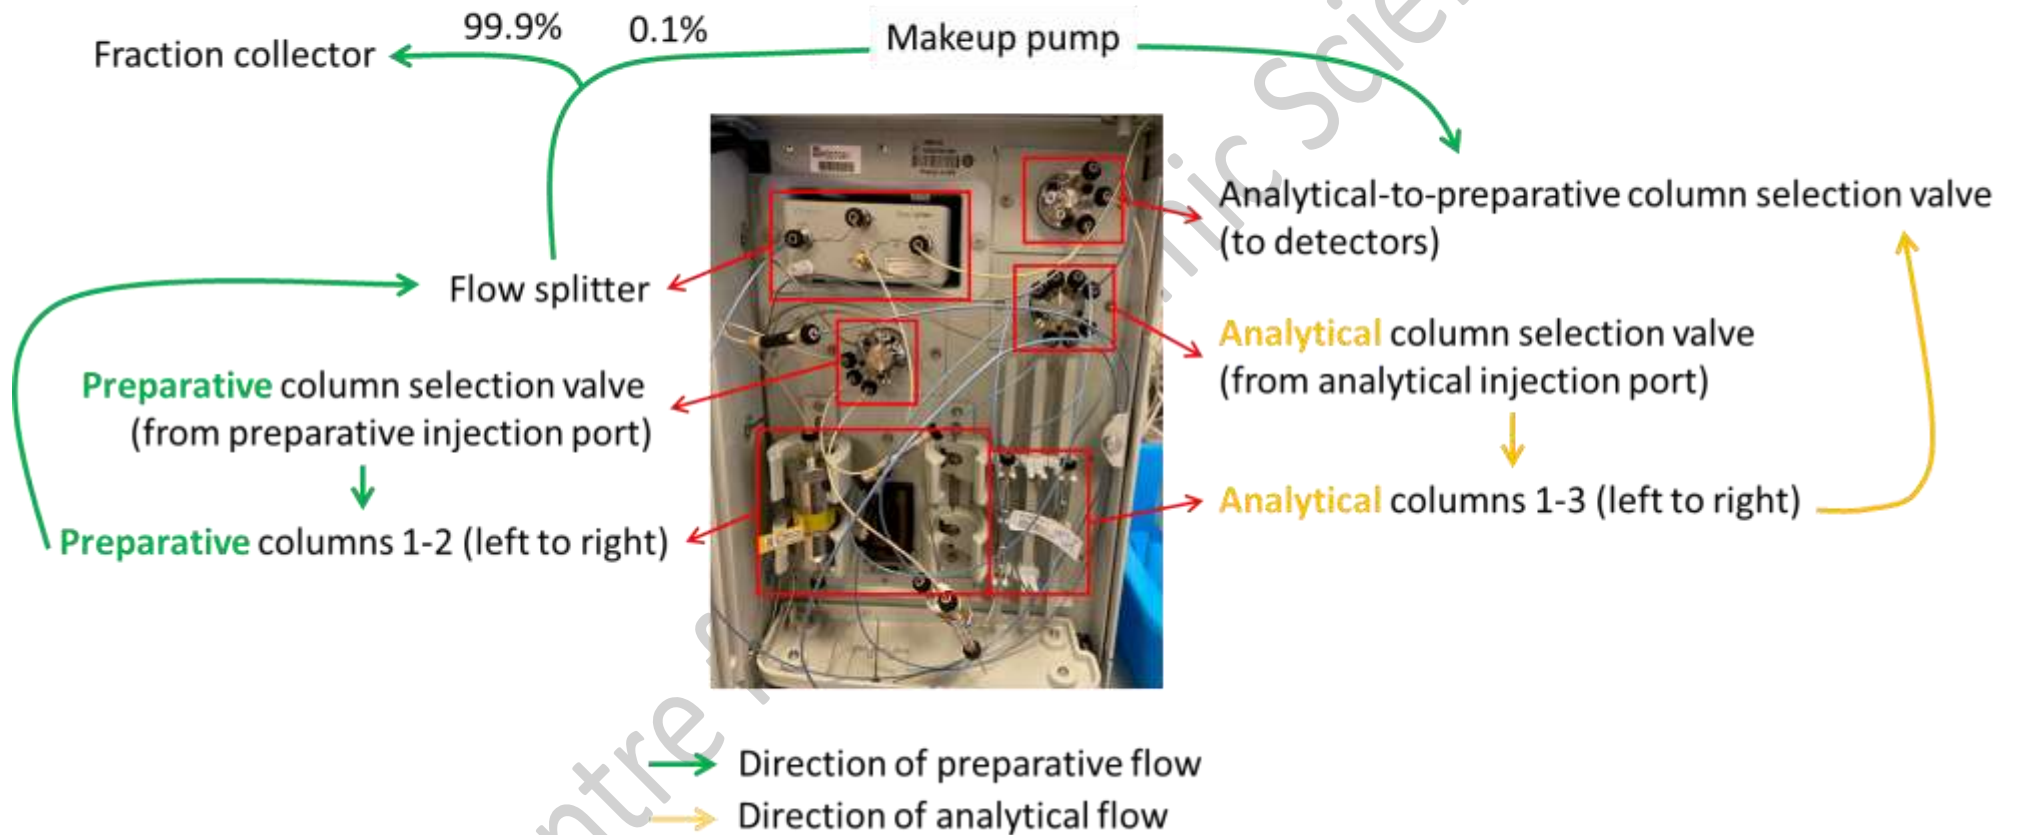 99.9%
0.1%
Makeup pump
Fraction collector
Analytical-to-preparative column selection valve
(to detectors)
Flow splitter
Analytical column selection valve
(from analytical injection port)
Preparative column selection valve
(from preparative injection port)
Analytical columns 1-3 (left to right)
Preparative columns 1-2 (left to right)
Direction of preparative flow
Direction of analytical flow